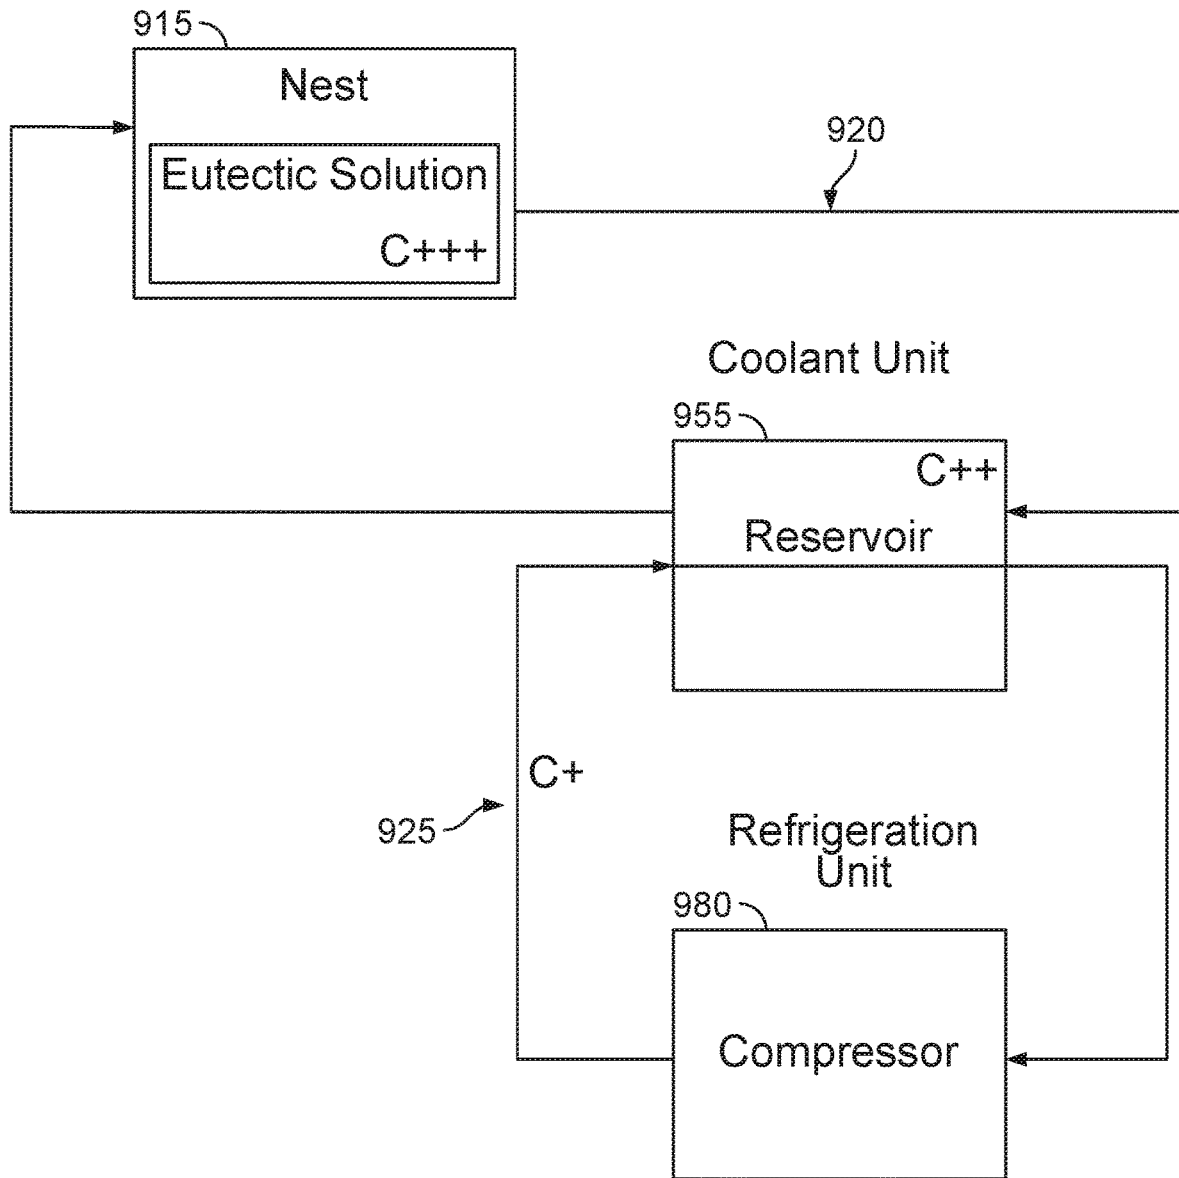 915
Nest
920
Eutectic Solution
C+++
Coolant Unit
955
C++
Reservoir
C+
925
Refrigeration
Unit
980
Compressor